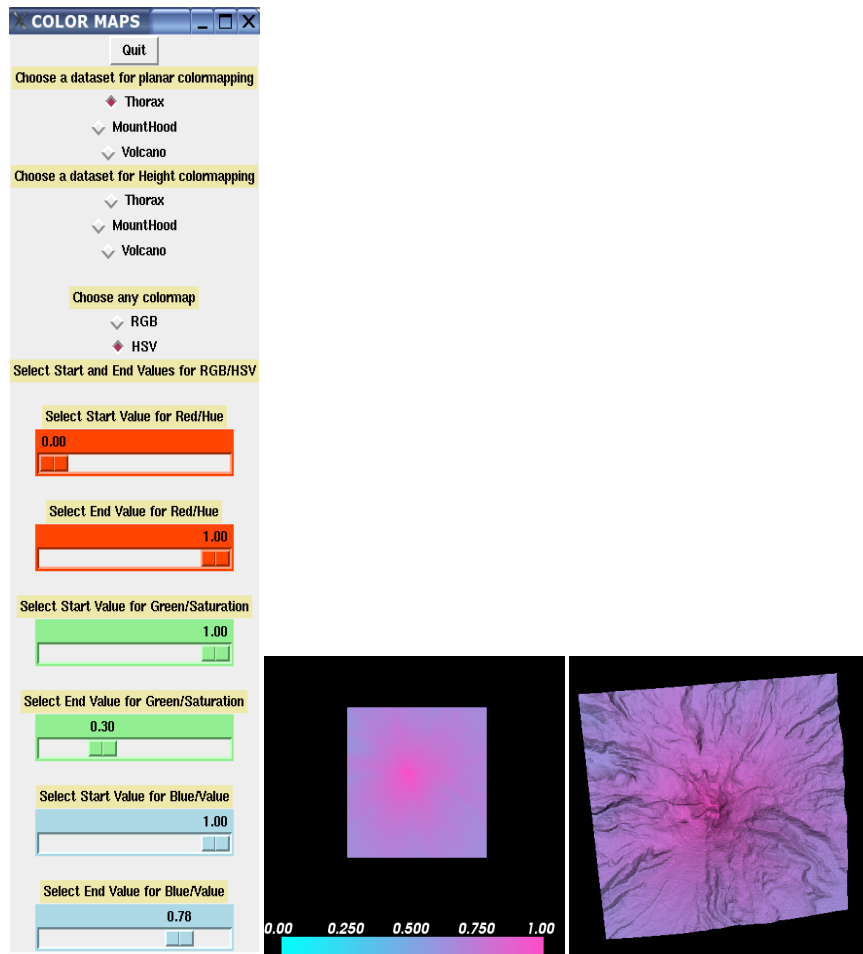 COLOR MAPS
Quit
Choose a dataset for planar colormapping
Thorax
MountHood
Volcano
Choose a dataset for Height colormapping
Thorax
MountHood
Volcano
Choose any colormap
RGB
HSV
Select Start and End Values for RGB/HSV
Select Start Value for Red/Hue
0.00
Select End Value for Red/Hue
1.00
Select Start Value for Green/Saturation
1.00
Select End Value for Green/Saturation
0.30
Select Start Value for Blue/Value
1.00
Select End Value for Blue/Value
0.78
0.00 0.250 0.500 0.750 1.00